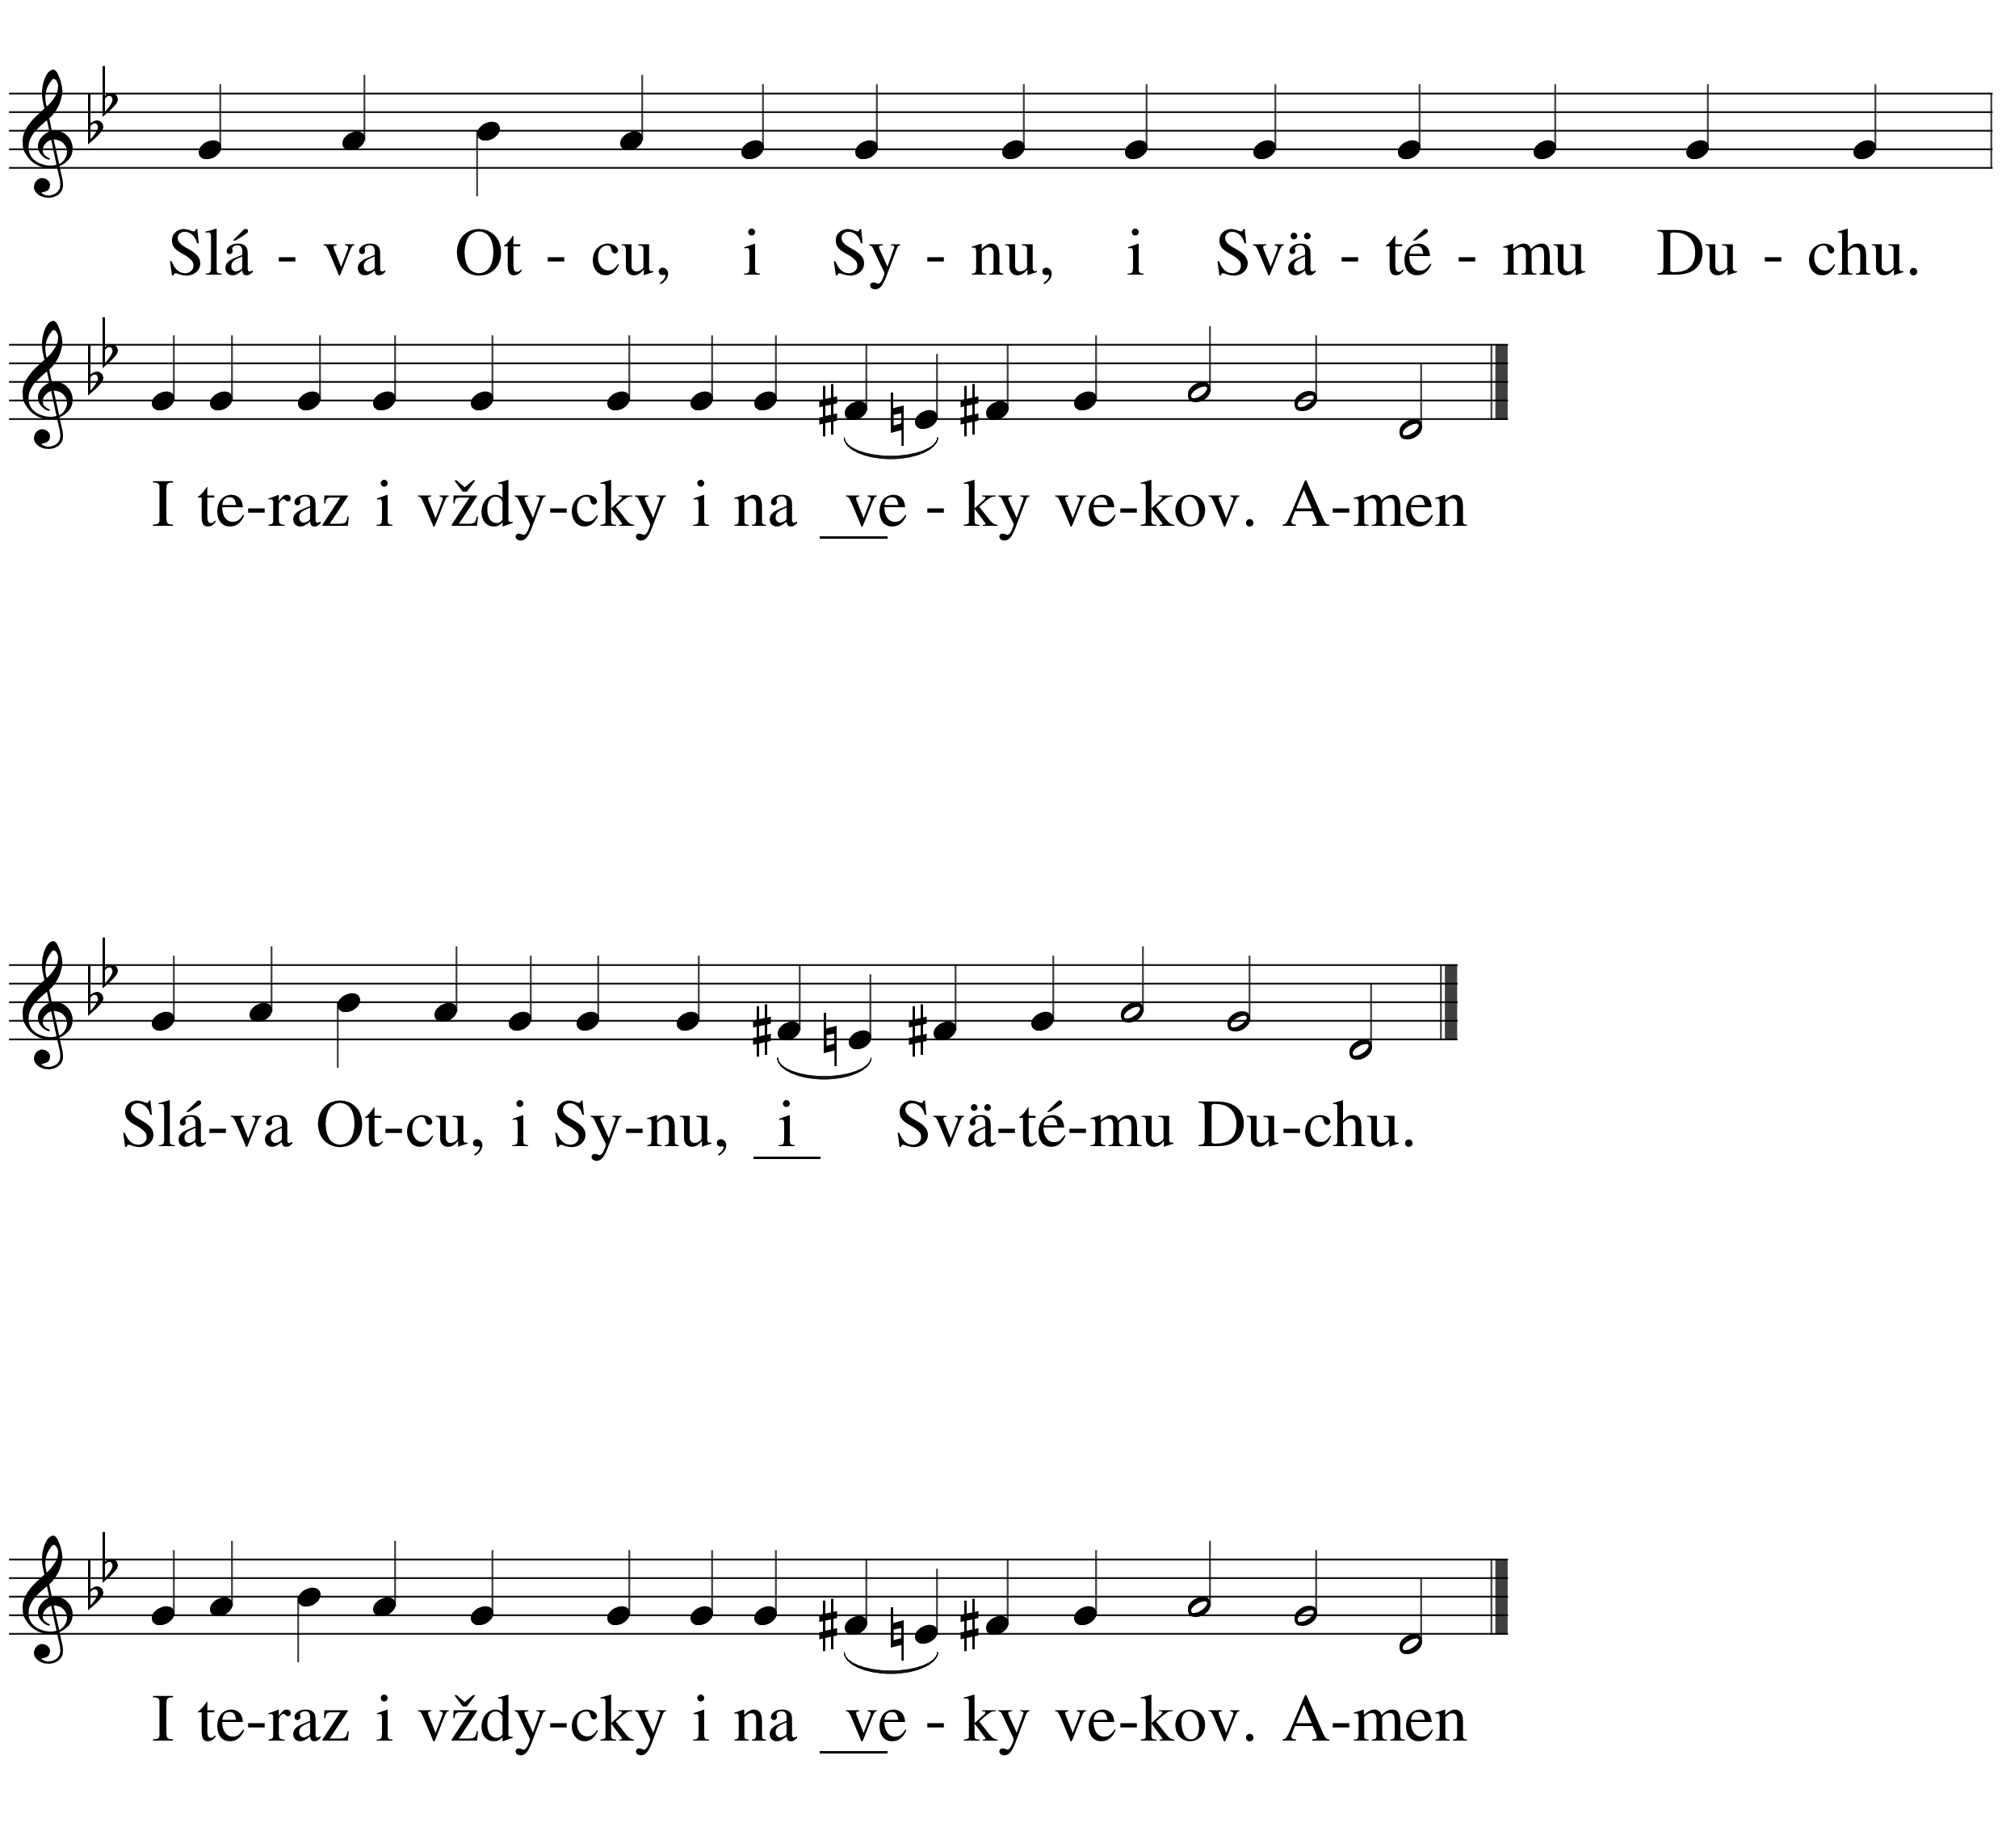 Slá - va Ot - cu, i Sy - nu, i Svä - té - mu Du - chu.
I te-raz i vždy-cky i na ve - ky ve-kov. A-men
Slá-va Ot-cu, i Sy-nu, i Svä-té-mu Du-chu.
I te-raz i vždy-cky i na ve - ky ve-kov. A-men